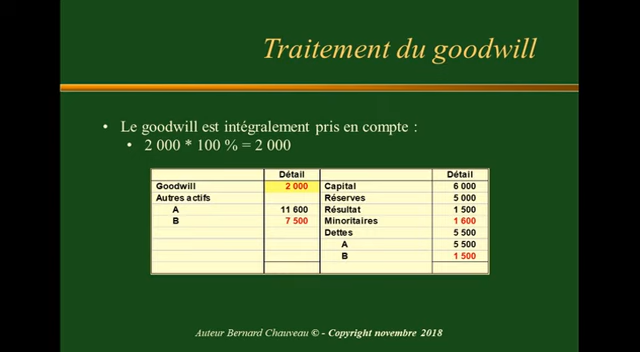 Traitement du goodwill
• Le goodwill est intégralement pris en compte :
• 2 000 * 100 % = 2 000
Détail Détail
Goodwill 2 000 Capital 6 000
Autres actifs Réserves 5 000
A 11 600 Résultat 1 500
B 7 500 Minoritaires 1 600
Dettes 5 500
A 5 500
B 1 500
Auteur Bernard Chauveau © - Copyright novembre 2018